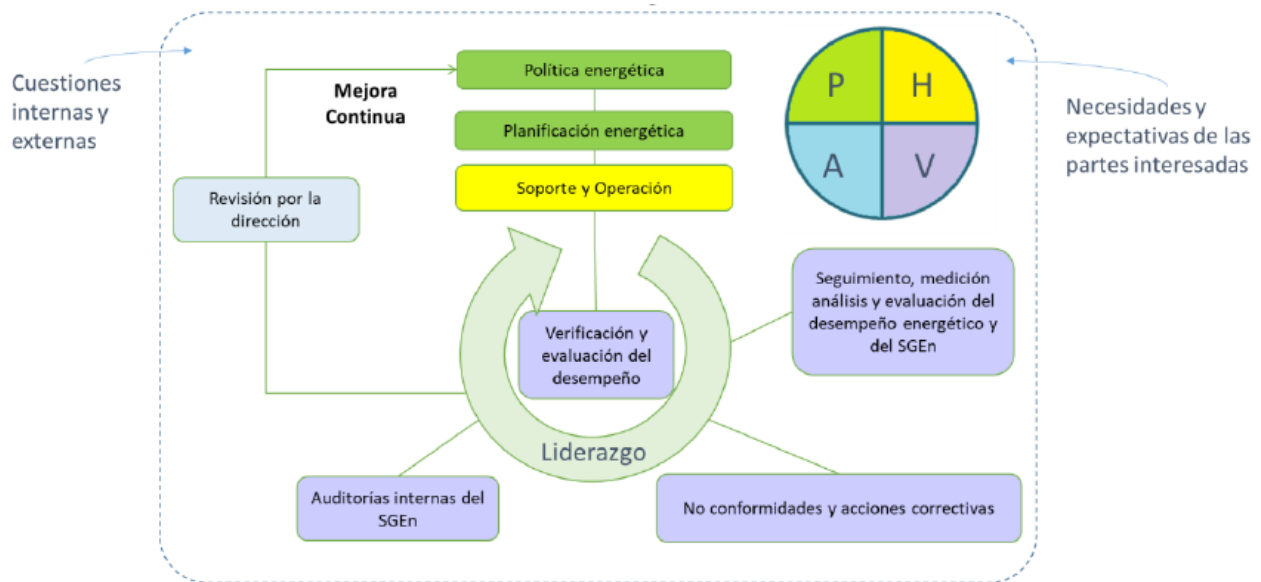 Cuestiones
internas y
externas
Política energética
Mejora
Continua
Planificación energética
Soporte y Operación
Revisión por la
dirección
P
H
A
V
Necesidades y
expectativas de las
partes interesadas
Seguimiento, medición
análisis y evaluación del
desempeño energético y
del SGEn
Verificación y
evaluación del
desempeño
Liderazgo
Auditorías internas del
SGEn
No conformidades y acciones correctivas